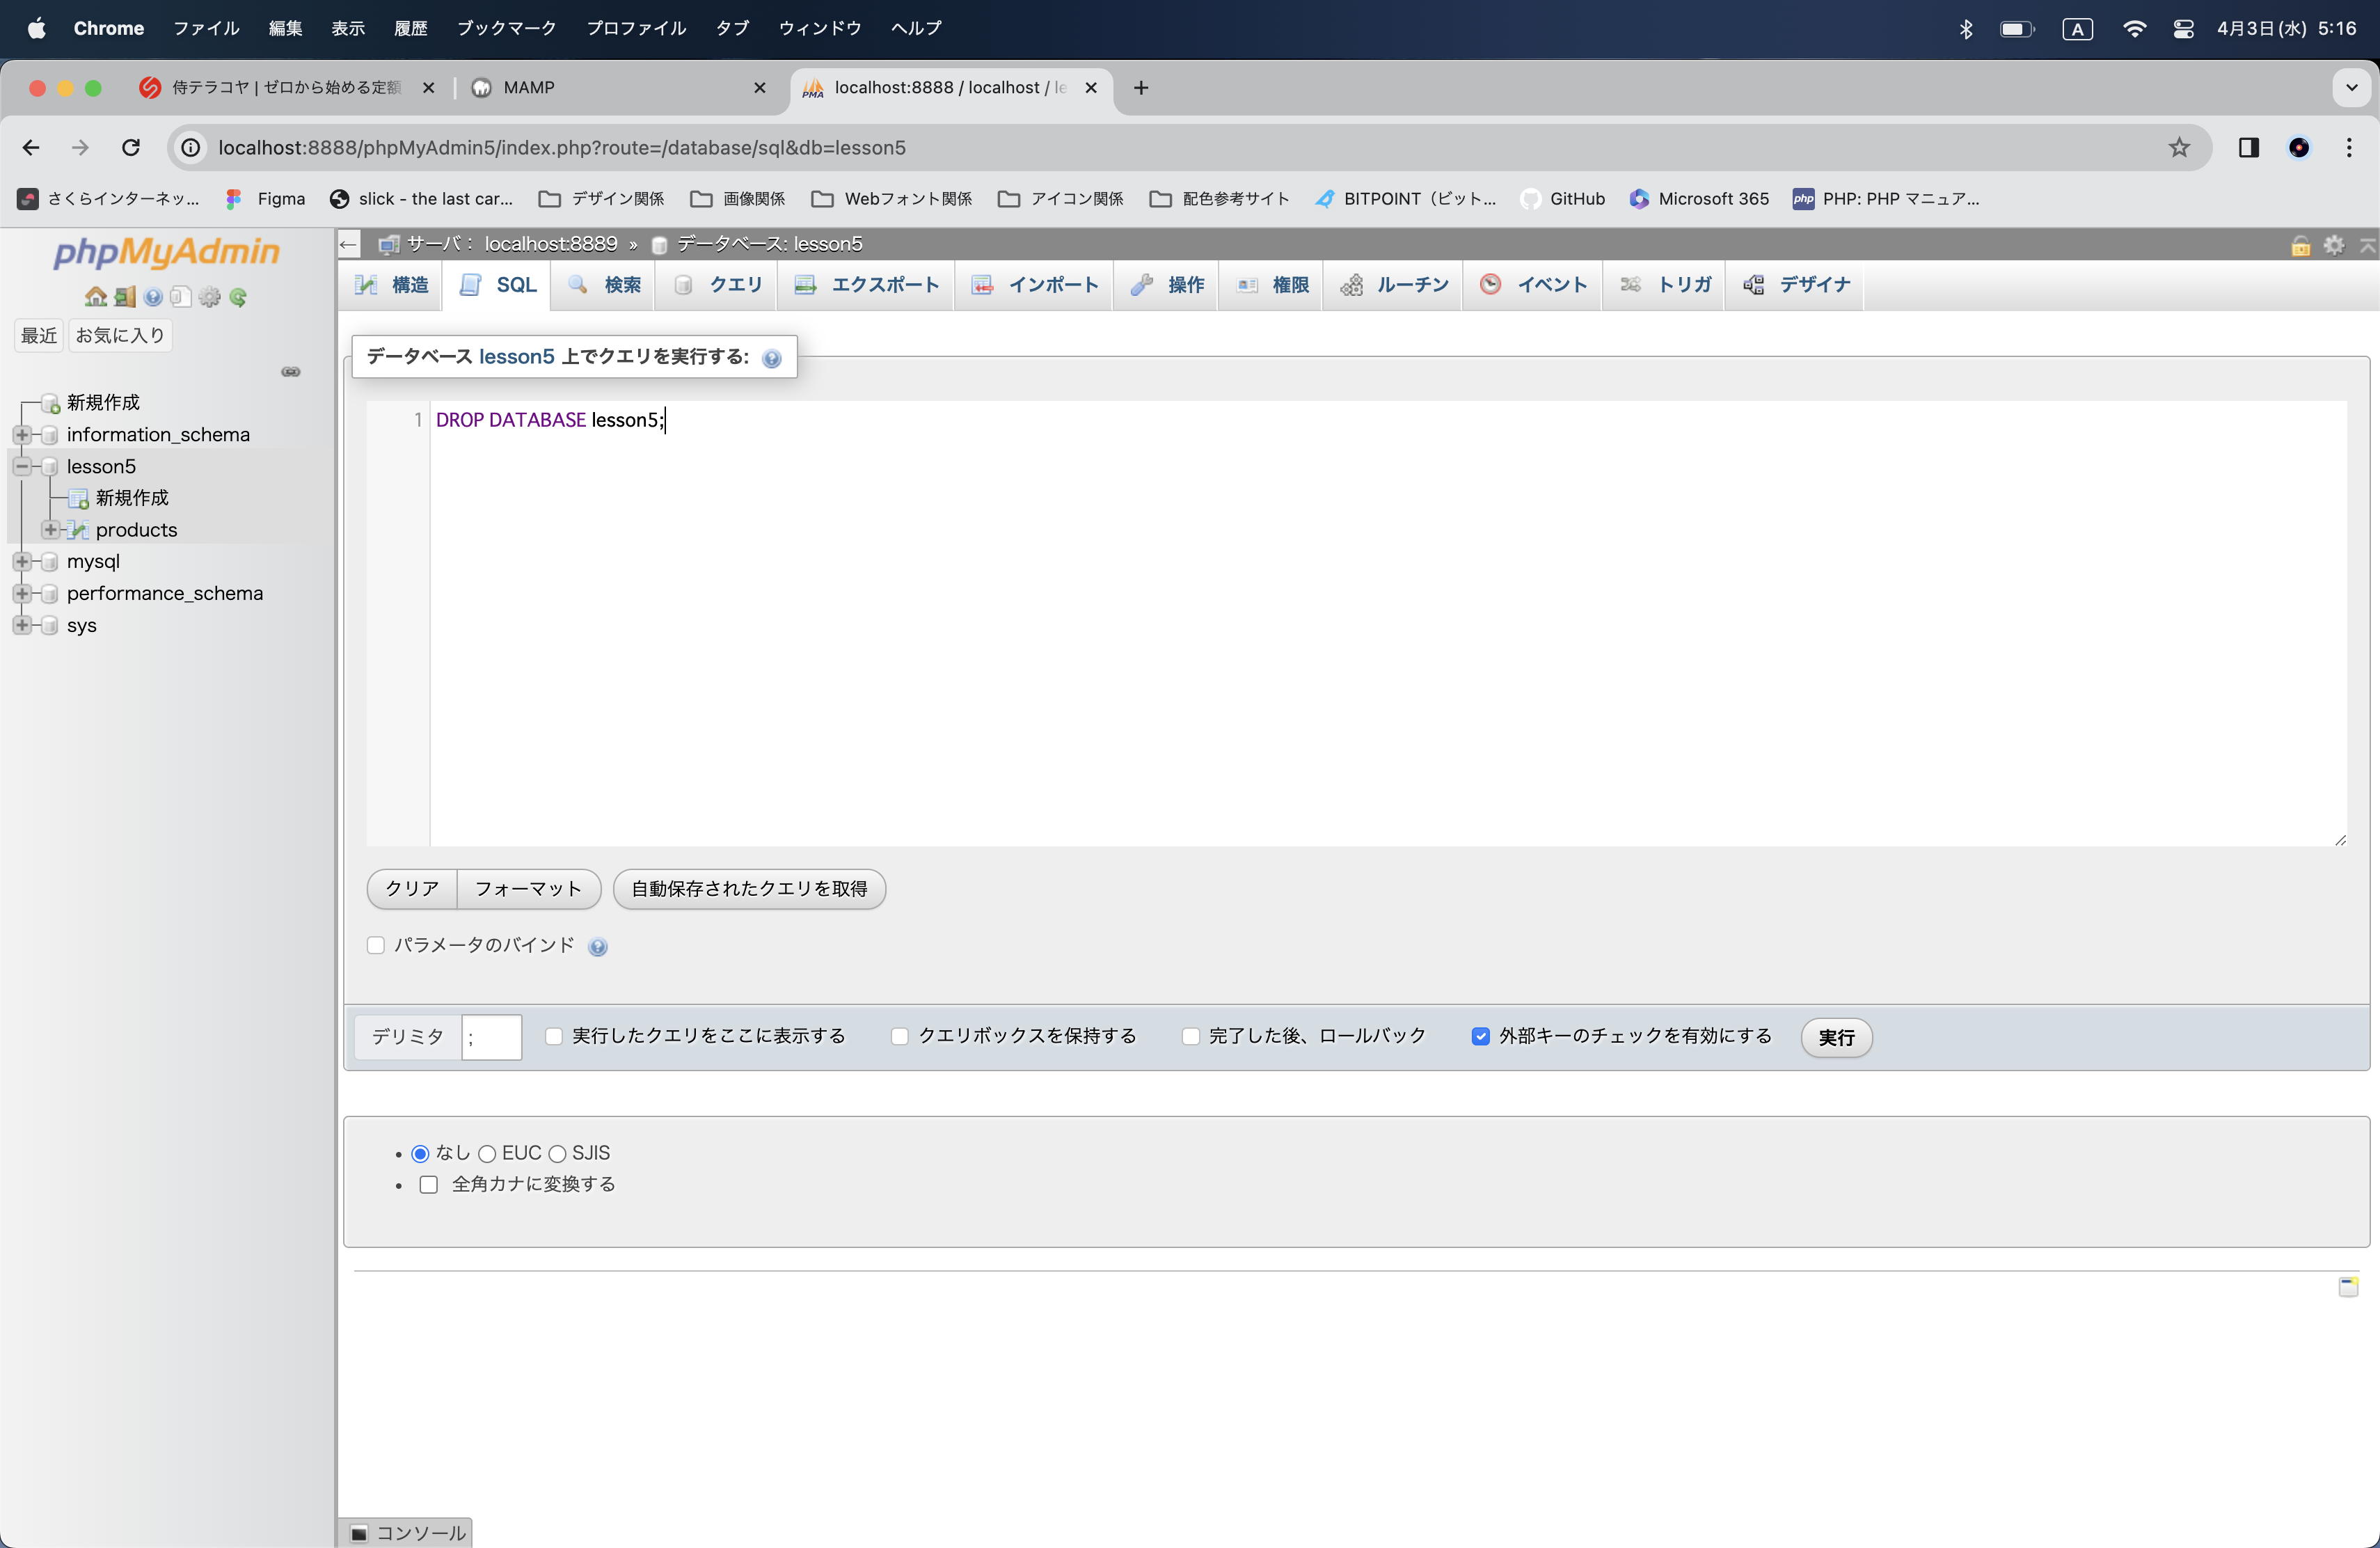 Chrome ファイル 編集 表示 履歴 ブックマーク プロファイル タブ ウィンドウ ヘルプ A 4月3日(水) 5:16
侍テラコヤ | ゼロから始める定額 MAMP PMA localhost:8888 / localhost / le
localhost:8888/phpMyAdmin5/index.php?route=/database/sql&db=lesson5
さくらインターネッ... Figma slick - the last car... デザイン関係 画像関係 Webフォント関係 アイコン関係 配色参考サイト BITPOINT（ビット... GitHub Microsoft 365 php PHP: PHP マニュア...
phpMyAdmin
最近 お気に入り
新規作成
information_schema
lesson5
新規作成
products
mysql
performance_schema
sys
サーバ： localhost:8889 » データベース: lesson5
構造 SQL 検索 クエリ エクスポート インポート 操作 権限 ルーチン イベント トリガ デザイナ
データベース lesson5 上でクエリを実行する:
1 DROP DATABASE lesson5;
クリア フォーマット 自動保存されたクエリを取得
パラメータのバインド
デリミタ ; 実行したクエリをここに表示する クエリボックスを保持する 完了した後、ロールバック 外部キーのチェックを有効にする 実行
• なし EUC SJIS
• 全角カナに変換する
コンソール